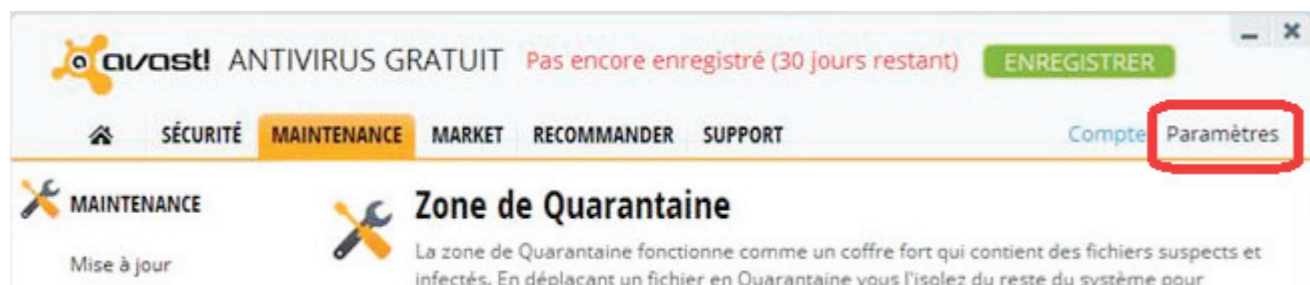 avast! ANTIVIRUS GRATUIT Pas encore enregistré (30 jours restant) ENREGISTRER
SÉCURITÉ MAINTENANCE MARKET RECOMMANDER SUPPORT Compte Paramètres
MAINTENANCE
Zone de Quarantaine
Mise à jour
La zone de Quarantaine fonctionne comme un coffre fort qui contient des fichiers suspects et
infectés. En déplaçant un fichier en Quarantaine vous l'isolez du reste du système pour